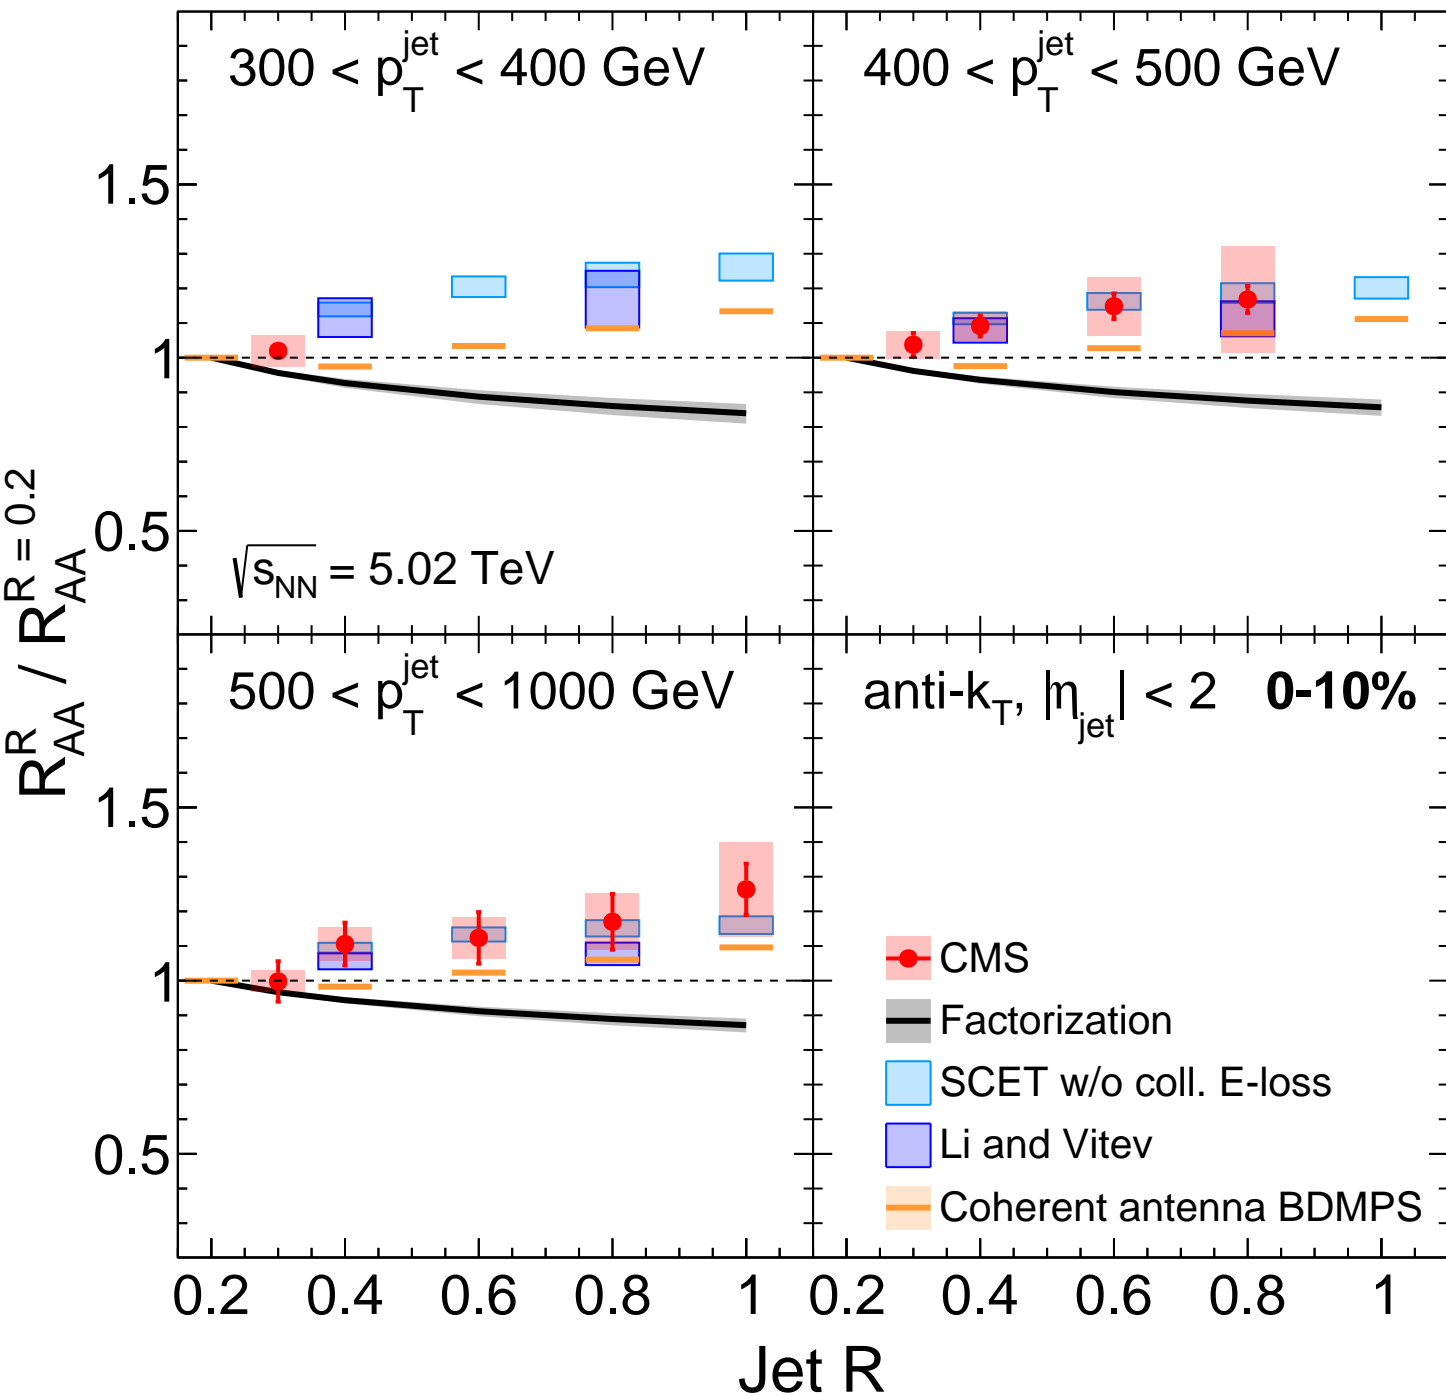 300 < p_T^jet < 400 GeV
400 < p_T^jet < 500 GeV
1.5
1
0.5
√s_NN = 5.02 TeV
R_AA^R / R_AA^R = 0.2
500 < p_T^jet < 1000 GeV
anti-k_T, |η_jet| < 2 0-10%
1.5
1
0.5
CMS
Factorization
SCET w/o coll. E-loss
Li and Vitev
Coherent antenna BDMPS
0.2 0.4 0.6 0.8 1
0.2 0.4 0.6 0.8 1
Jet R